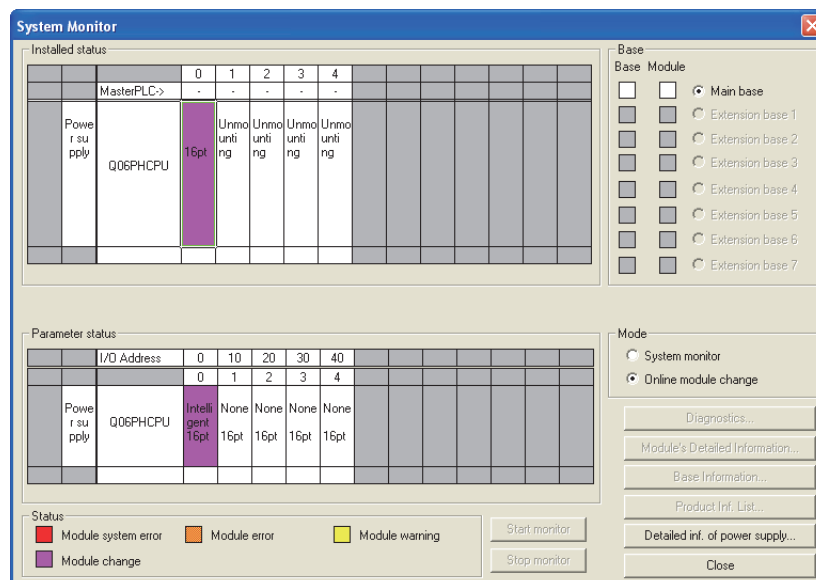 System Monitor
Installed status
0 1 2 3 4
MasterPLC-> - - - - -
Powe
r su
pply
Q06PHCPU
16pt
Unmo
unti
ng
Unmo
unti
ng
Unmo
unti
ng
Unmo
unti
ng
Base
Base Module
Main base
Extension base 1
Extension base 2
Extension base 3
Extension base 4
Extension base 5
Extension base 6
Extension base 7
Parameter status
I/O Address 0 10 20 30 40
0 1 2 3 4
Powe
r su
pply
Q06PHCPU
Intelli
gent
16pt
None
16pt
None
16pt
None
16pt
None
16pt
Mode
System monitor
Online module change
Diagnostics...
Module's Detailed Information...
Base Information...
Product Inf. List...
Detailed inf. of power supply...
Close
Status
Module system error
Module error
Module warning
Module change
Start monitor
Stop monitor